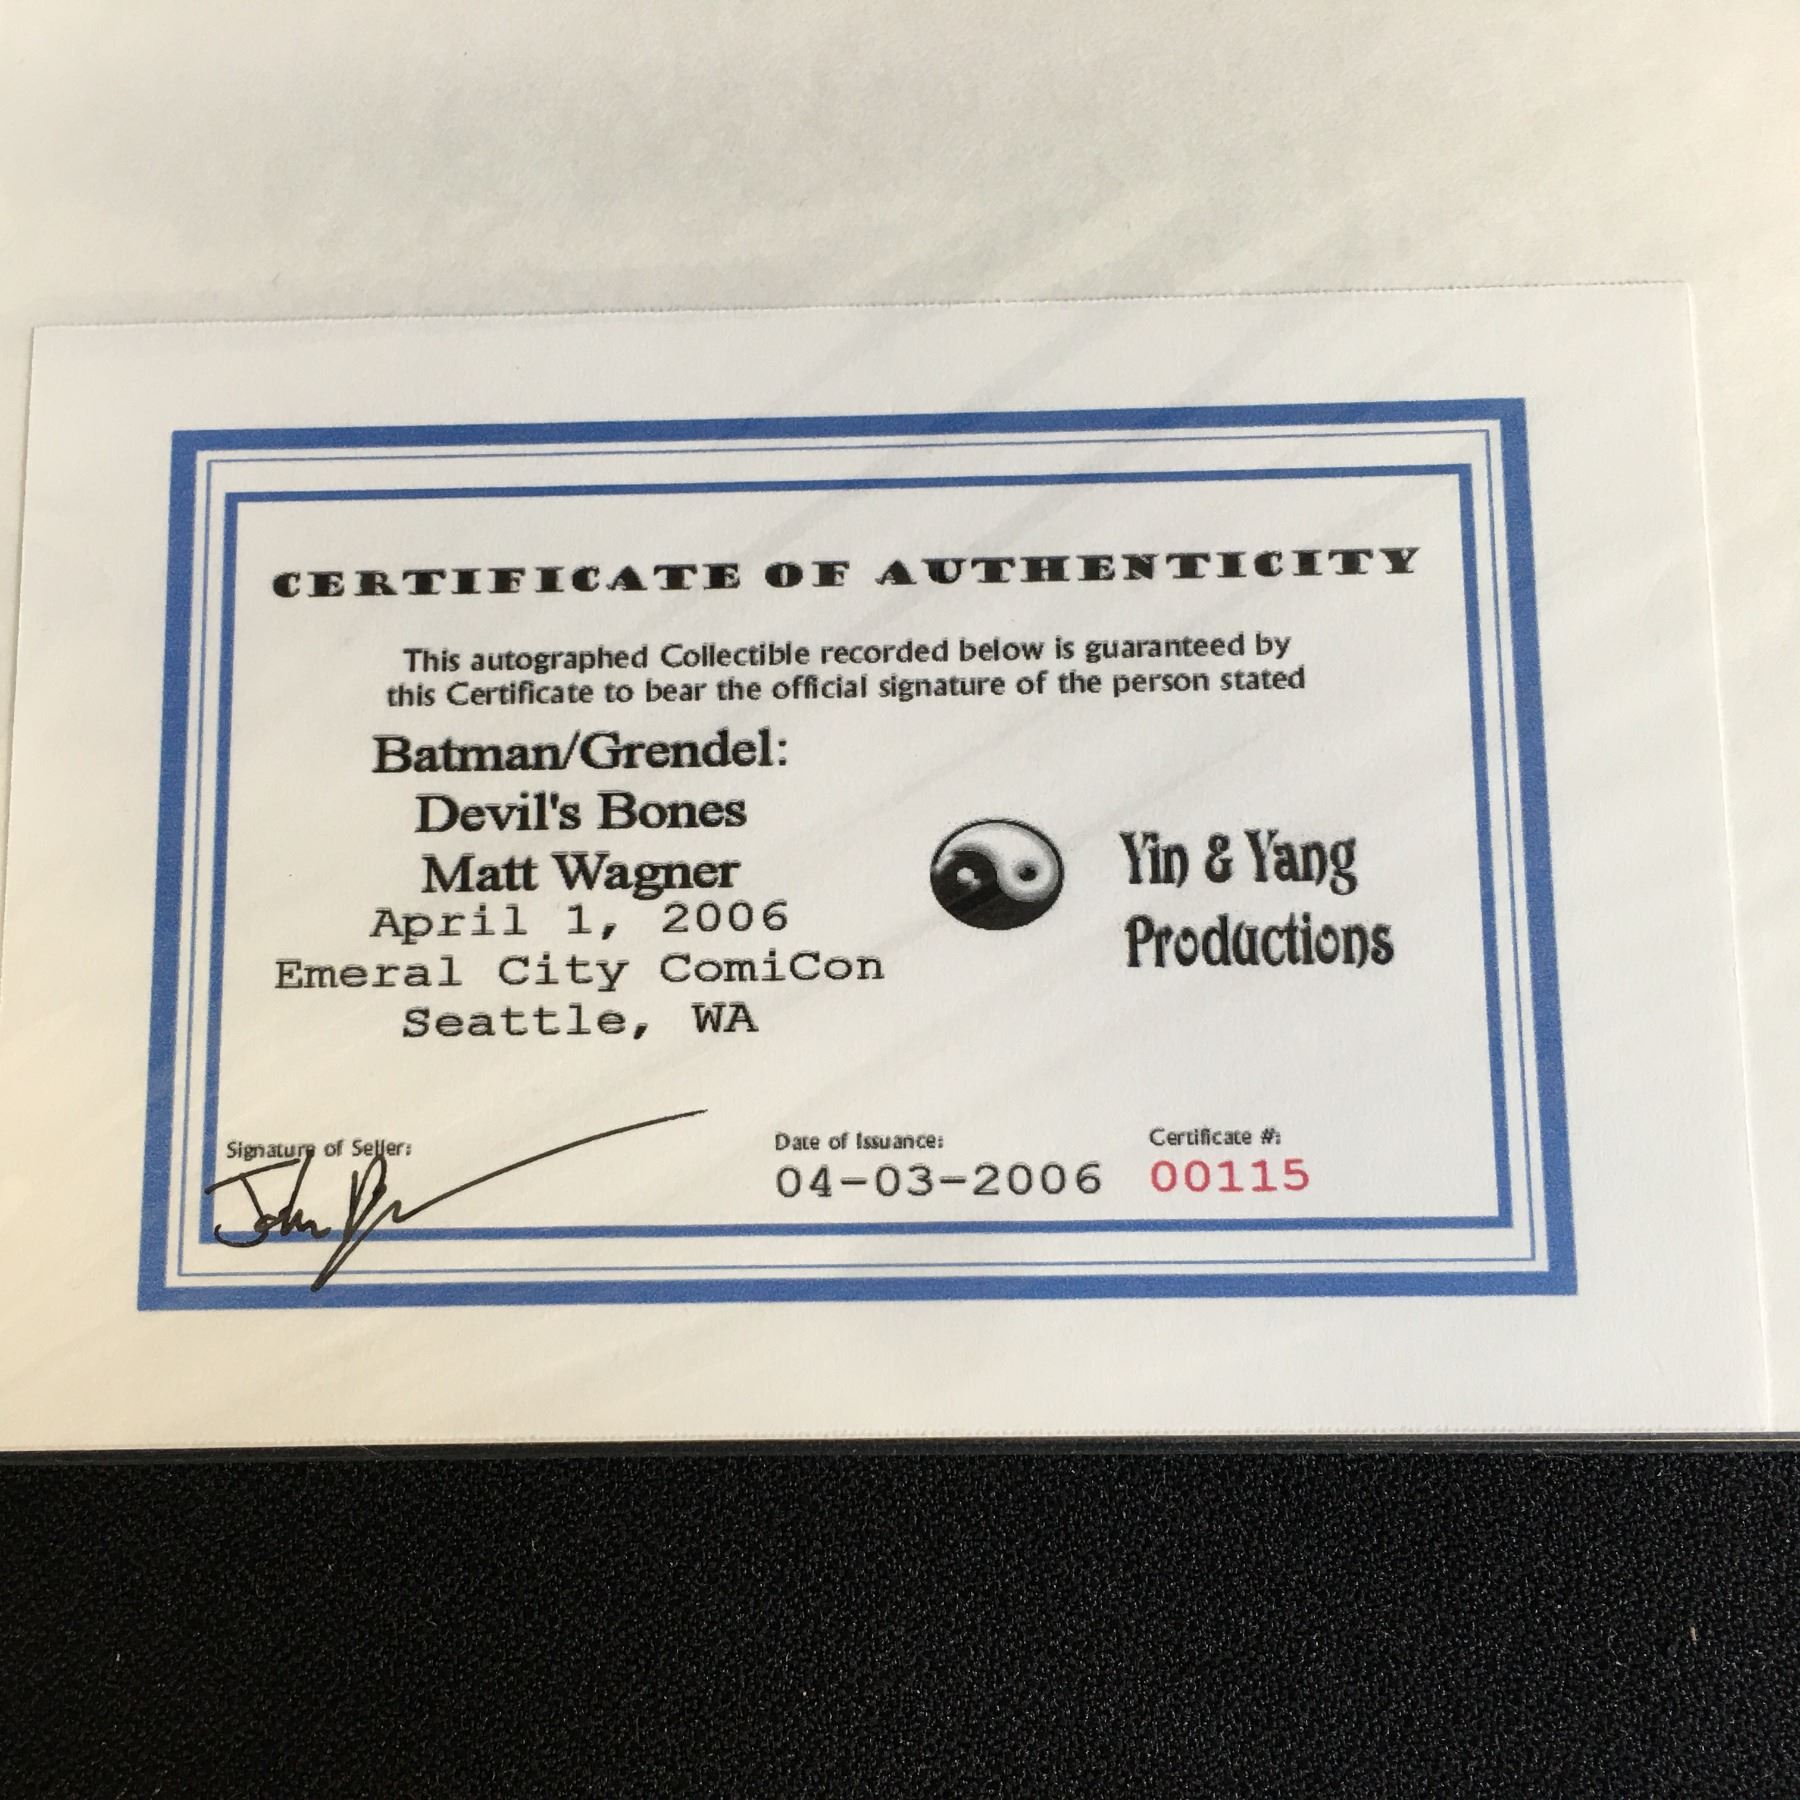 CERTIFICATE OF AUTHENTICITY
This autographed Collectible recorded below is guaranteed by
this Certificate to bear the official signature of the person stated
Batman/Grendel:
Devil's Bones
Matt Wagner
April 1, 2006
Emeral City ComiCon
Seattle, WA
Yin & Yang
Productions
Signature of Seller:
John
Date of Issuance:
04-03-2006
Certificate #:
00115